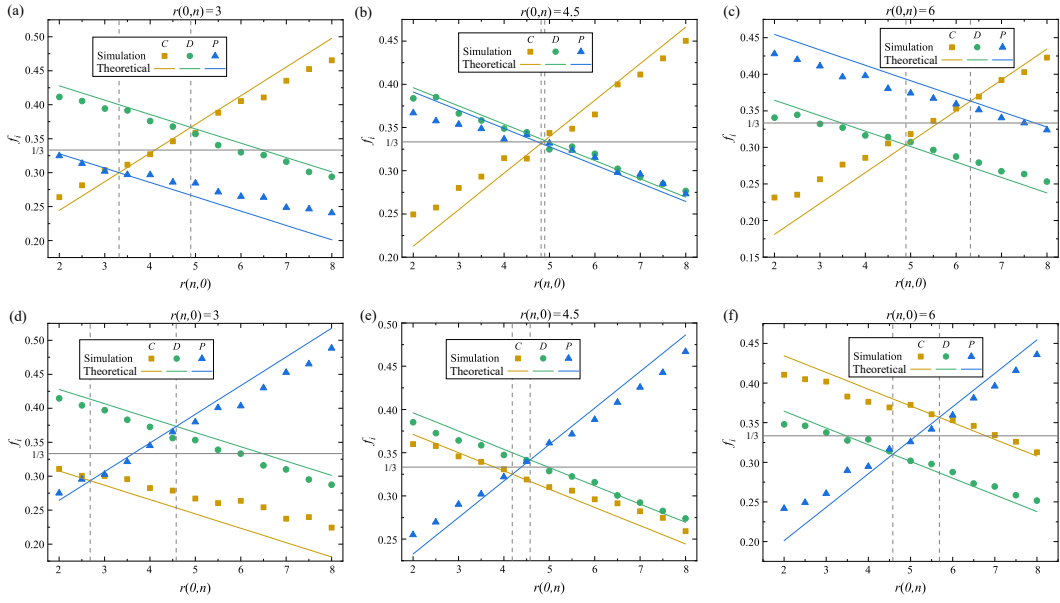 (a)
r(0,n)=3
C D P
Simulation
Theoretical
0.50
0.45
0.40
0.35
1/3
0.30
0.25
0.20
f_i
2 3 4 5 6 7 8
r(n,0)
(b)
r(0,n)=4.5
C D P
Simulation
Theoretical
0.45
0.40
0.35
1/3
0.30
0.25
0.20
f_i
2 3 4 5 6 7 8
r(n,0)
(c)
r(0,n)=6
C D P
Simulation
Theoretical
0.45
0.40
0.35
1/3
0.30
0.25
0.20
0.15
f_i
2 3 4 5 6 7 8
r(n,0)
(d)
r(n,0)=3
C D P
Simulation
Theoretical
0.50
0.45
0.40
0.35
1/3
0.30
0.25
0.20
f_i
2 3 4 5 6 7 8
r(0,n)
(e)
r(n,0)=4.5
C D P
Simulation
Theoretical
0.50
0.45
0.40
0.35
1/3
0.30
0.25
f_i
2 3 4 5 6 7 8
r(0,n)
(f)
r(n,0)=6
C D P
Simulation
Theoretical
0.45
0.40
0.35
1/3
0.30
0.25
0.20
f_i
2 3 4 5 6 7 8
r(0,n)